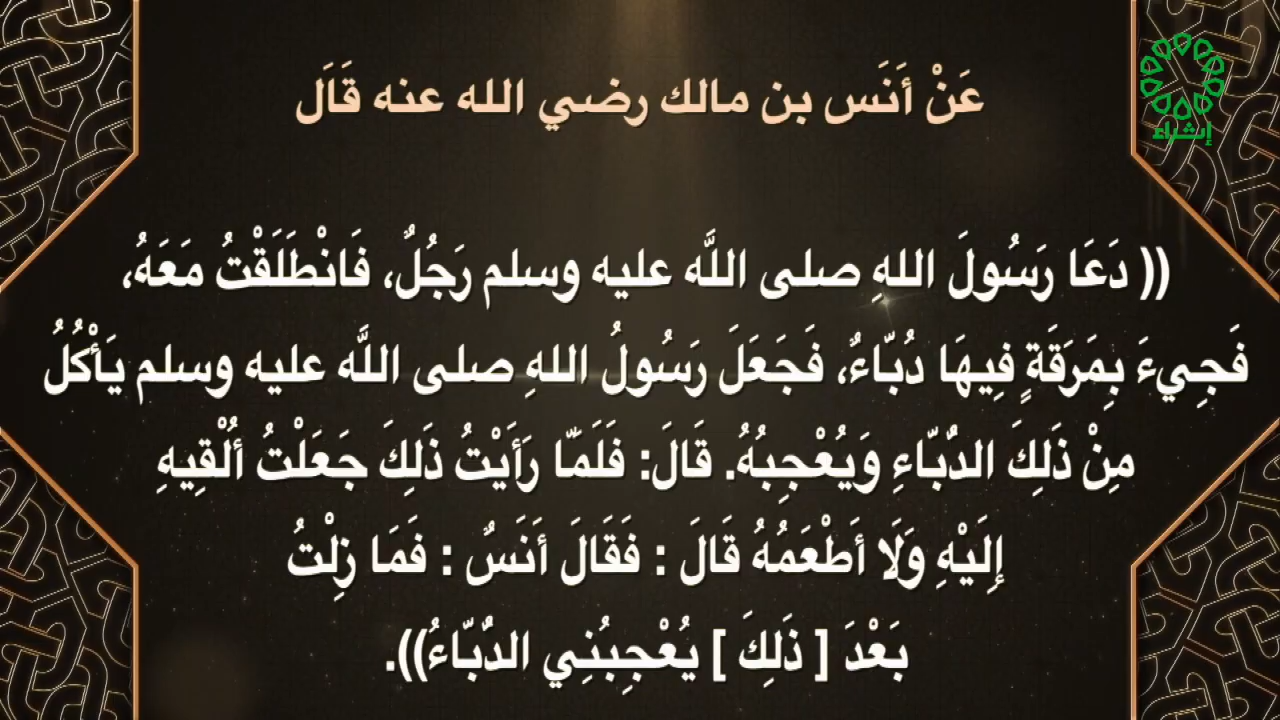 عَنْ أَنَس بن مالك رضي الله عنه قَالَ
إثراء
(( دَعَا رَسُولَ اللهِ صلى اللَّه عليه وسلم رَجُلٌ، فَانْطَلَقْتُ مَعَهُ،
فَجِيءَ بِمَرَقَةٍ فِيهَا دُبّاءٌ، فَجَعَلَ رَسُولُ اللهِ صلى اللَّه عليه وسلم يَأْكُلُ
مِنْ ذَلِكَ الدُّبّاءِ وَيُعْجِبُهُ. قَالَ: فَلَمّا رَأَيْتُ ذَلِكَ جَعَلْتُ أُلْقِيهِ
إِلَيْهِ وَلَا أَطْعَمُهُ قَالَ : فَقَالَ أَنَسٌ : فَمَا زِلْتُ
بَعْدَ [ ذَلِكَ ] يُعْجِبُنِي الدُّبّاءُ)).